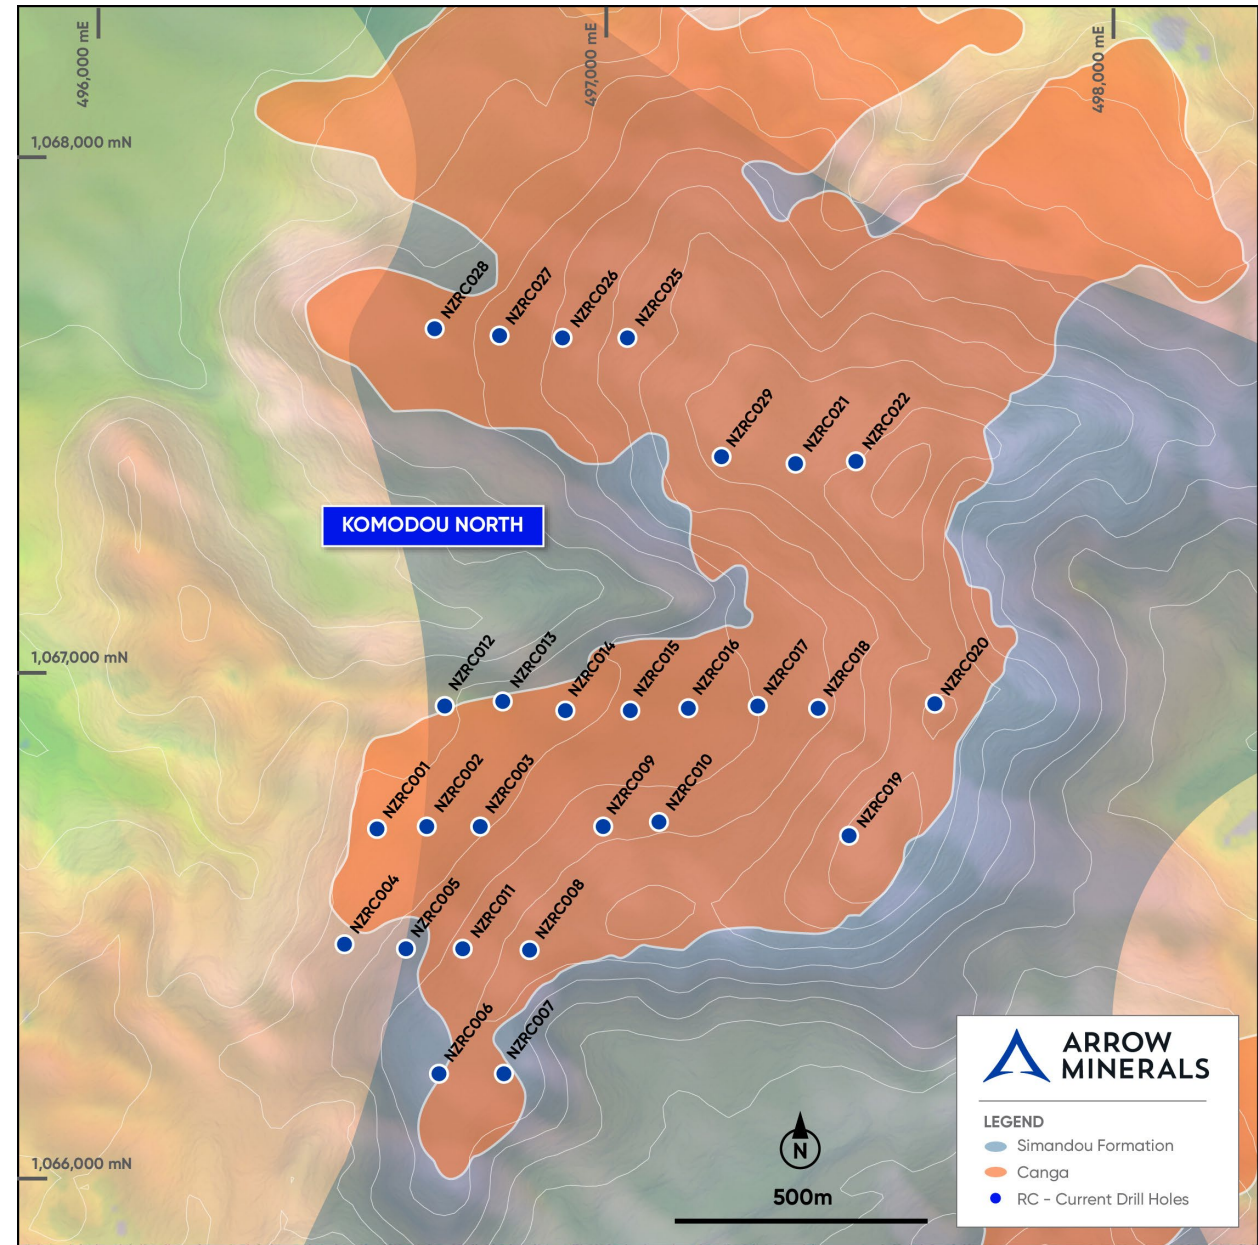 496,000 mE
497,000 mE
498,000 mE
1,068,000 mN
NZRC028
NZRC027
NZRC026
NZRC025
NZRC029
NZRC021
NZRC022
KOMODOU NORTH
1,067,000 mN
NZRC012
NZRC013
NZRC014
NZRC015
NZRC016
NZRC017
NZRC018
NZRC020
NZRC001
NZRC002
NZRC003
NZRC009
NZRC010
NZRC019
NZRC004
NZRC005
NZRC011
NZRC008
NZRC006
NZRC007
1,066,000 mN
N
500m
ARROW
MINERALS
LEGEND
Simandou Formation
Canga
RC - Current Drill Holes